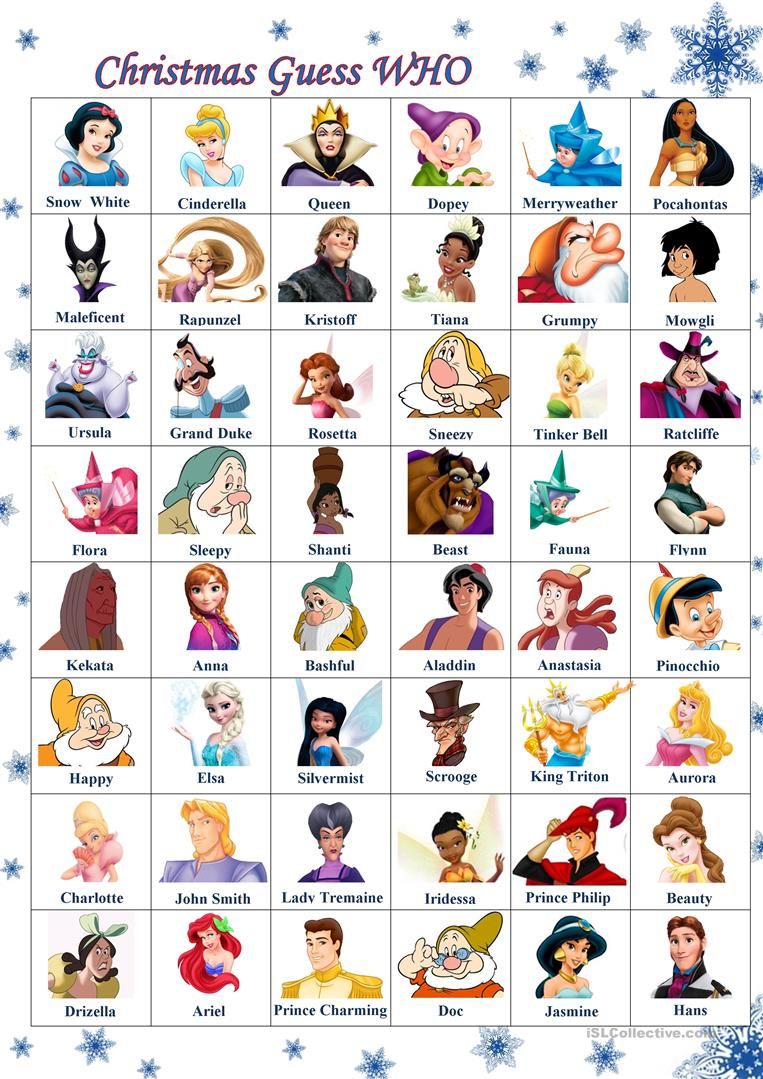 Christmas Guess WHO
Snow White Cinderella Queen Dopey Merryweather Pocahontas
Maleficent Rapunzel Kristoff Tiana Grumpy Mowgli
Ursula Grand Duke Rosetta Sneezy Tinker Bell Ratcliffe
Flora Sleepy Shanti Beast Fauna Flynn
Kekata Anna Bashful Aladdin Anastasia Pinocchio
Happy Elsa Silvermist Scrooge King Triton Aurora
Charlotte John Smith Lady Tremaine Iridessa Prince Philip Beauty
Drizella Ariel Prince Charming Doc Jasmine Hans
iSLCollective.com